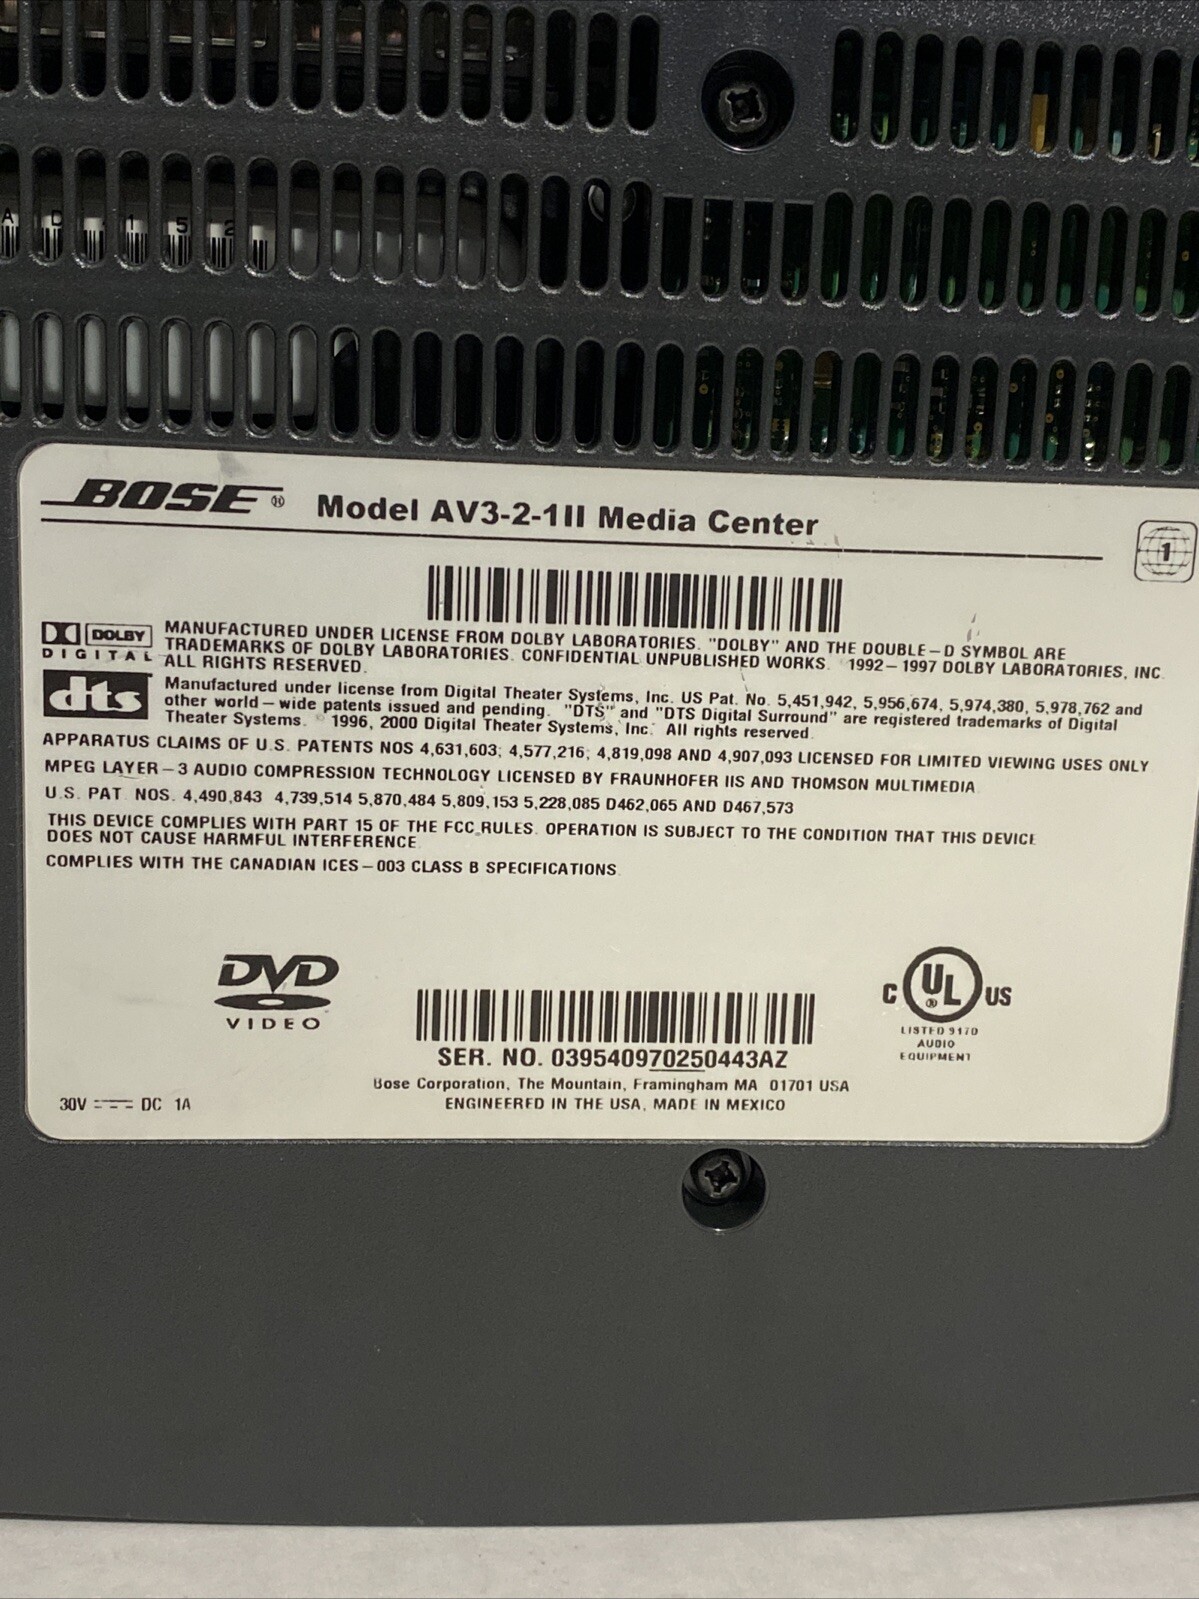 A D 1 5 2
BOSE® Model AV3-2-1II Media Center
1
DOLBY
DIGITAL
MANUFACTURED UNDER LICENSE FROM DOLBY LABORATORIES. "DOLBY" AND THE DOUBLE-D SYMBOL ARE
TRADEMARKS OF DOLBY LABORATORIES. CONFIDENTIAL UNPUBLISHED WORKS. 1992-1997 DOLBY LABORATORIES, INC.
ALL RIGHTS RESERVED.
dts
Manufactured under license from Digital Theater Systems, Inc. US Pat. No. 5,451,942, 5,956,674, 5,974,380, 5,978,762 and
other world-wide patents issued and pending. "DTS" and "DTS Digital Surround" are registered trademarks of Digital
Theater Systems. © 1996, 2000 Digital Theater Systems, Inc. All rights reserved.
APPARATUS CLAIMS OF U.S. PATENTS NOS 4,631,603; 4,577,216; 4,819,098 AND 4,907,093 LICENSED FOR LIMITED VIEWING USES ONLY
MPEG LAYER-3 AUDIO COMPRESSION TECHNOLOGY LICENSED BY FRAUNHOFER IIS AND THOMSON MULTIMEDIA.
U.S. PAT. NOS. 4,490,843 4,739,514 5,870,484 5,809,153 5,228,085 D462,065 AND D467,573
THIS DEVICE COMPLIES WITH PART 15 OF THE FCC RULES. OPERATION IS SUBJECT TO THE CONDITION THAT THIS DEVICE
DOES NOT CAUSE HARMFUL INTERFERENCE.
COMPLIES WITH THE CANADIAN ICES-003 CLASS B SPECIFICATIONS.
DVD
VIDEO
C UL® US
LISTED 9170
AUDIO
EQUIPMENT
SER. NO. 039540970250443AZ
Bose Corporation, The Mountain, Framingham MA 01701 USA
ENGINEERED IN THE USA, MADE IN MEXICO
30V DC 1A